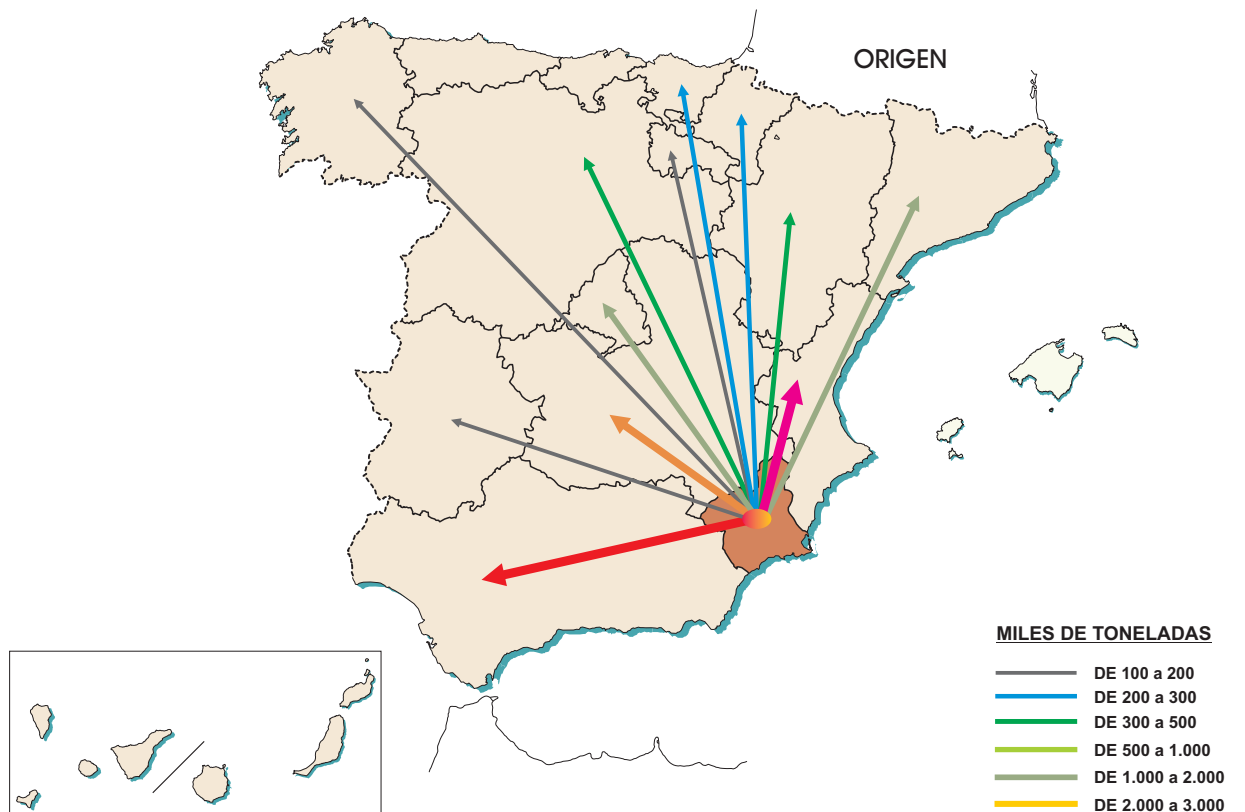 ORIGEN
MILES DE TONELADAS
DE 100 a 200
DE 200 a 300
DE 300 a 500
DE 500 a 1.000
DE 1.000 a 2.000
DE 2.000 a 3.000